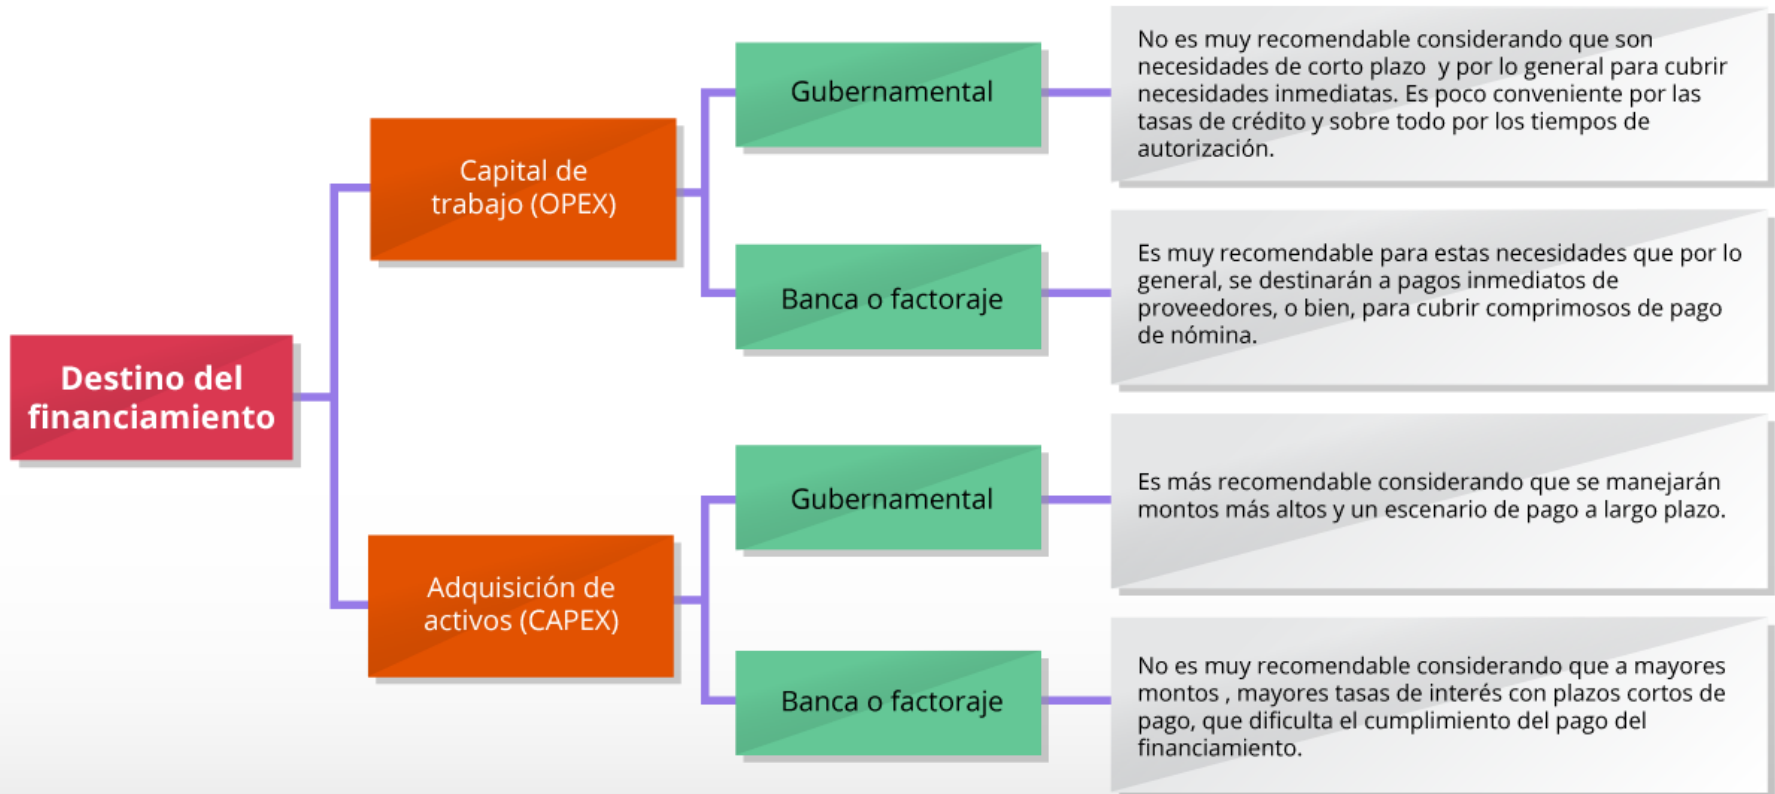 Destino del
financiamiento
Capital de
trabajo (OPEX)
Gubernamental
No es muy recomendable considerando que son
necesidades de corto plazo y por lo general para cubrir
necesidades inmediatas. Es poco conveniente por las
tasas de crédito y sobre todo por los tiempos de
autorización.
Banca o factoraje
Es muy recomendable para estas necesidades que por lo
general, se destinarán a pagos inmediatos de
proveedores, o bien, para cubrir comprimosos de pago
de nómina.
Adquisición de
activos (CAPEX)
Gubernamental
Es más recomendable considerando que se manejarán
montos más altos y un escenario de pago a largo plazo.
Banca o factoraje
No es muy recomendable considerando que a mayores
montos , mayores tasas de interés con plazos cortos de
pago, que dificulta el cumplimiento del pago del
financiamiento.